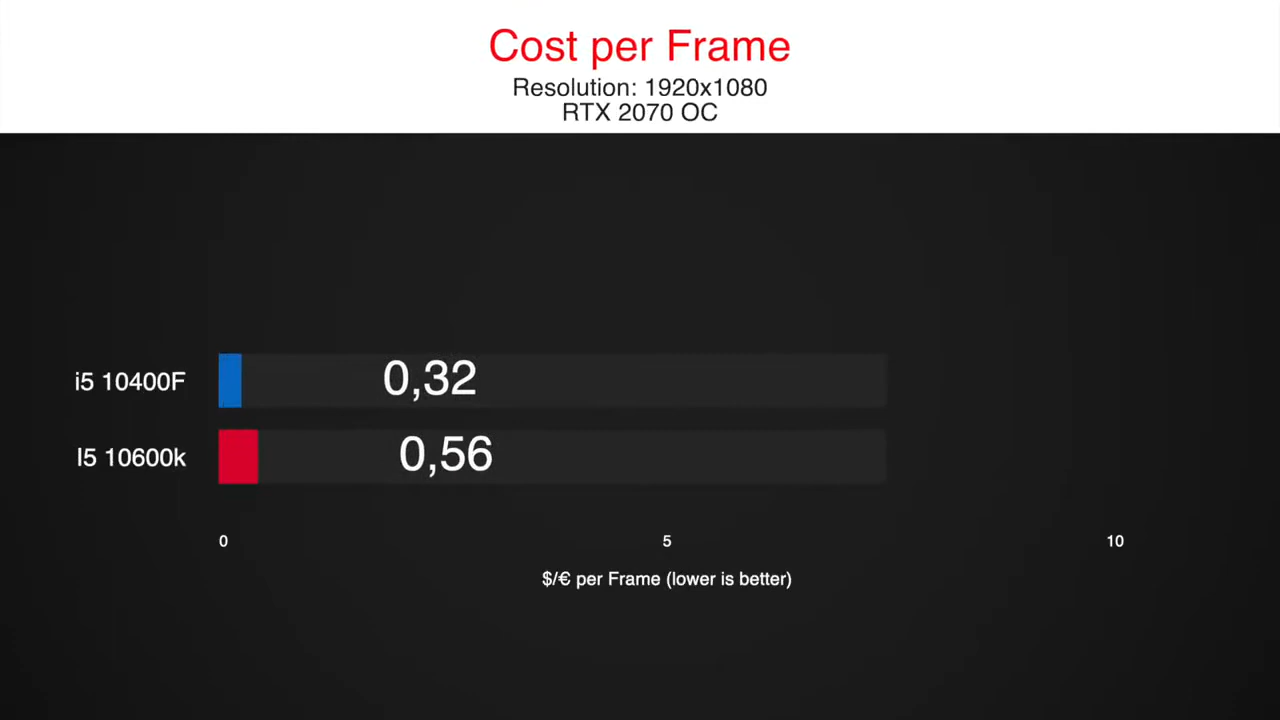 Cost per Frame
Resolution: 1920x1080
RTX 2070 OC
i5 10400F
0,32
I5 10600k
0,56
0 5 10
$/€ per Frame (lower is better)